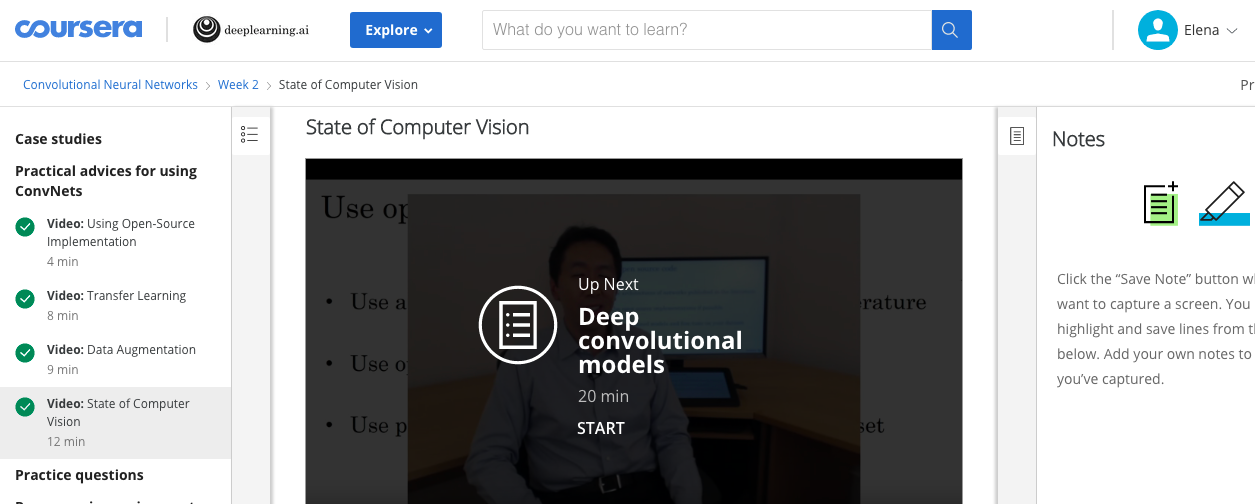 coursera
deeplearning.ai
Explore
What do you want to learn?
Elena
Convolutional Neural Networks > Week 2 > State of Computer Vision
Pr
Case studies
Practical advices for using
ConvNets
Video: Using Open-Source
Implementation
4 min
Video: Transfer Learning
8 min
Video: Data Augmentation
9 min
Video: State of Computer
Vision
12 min
Practice questions
State of Computer Vision
Use op
• Use a
erature
• Use o
• Use p
set
Up Next
Deep
convolutional
models
20 min
START
Notes
Click the “Save Note” button w
want to capture a screen. You
highlight and save lines from t
below. Add your own notes to
you’ve captured.